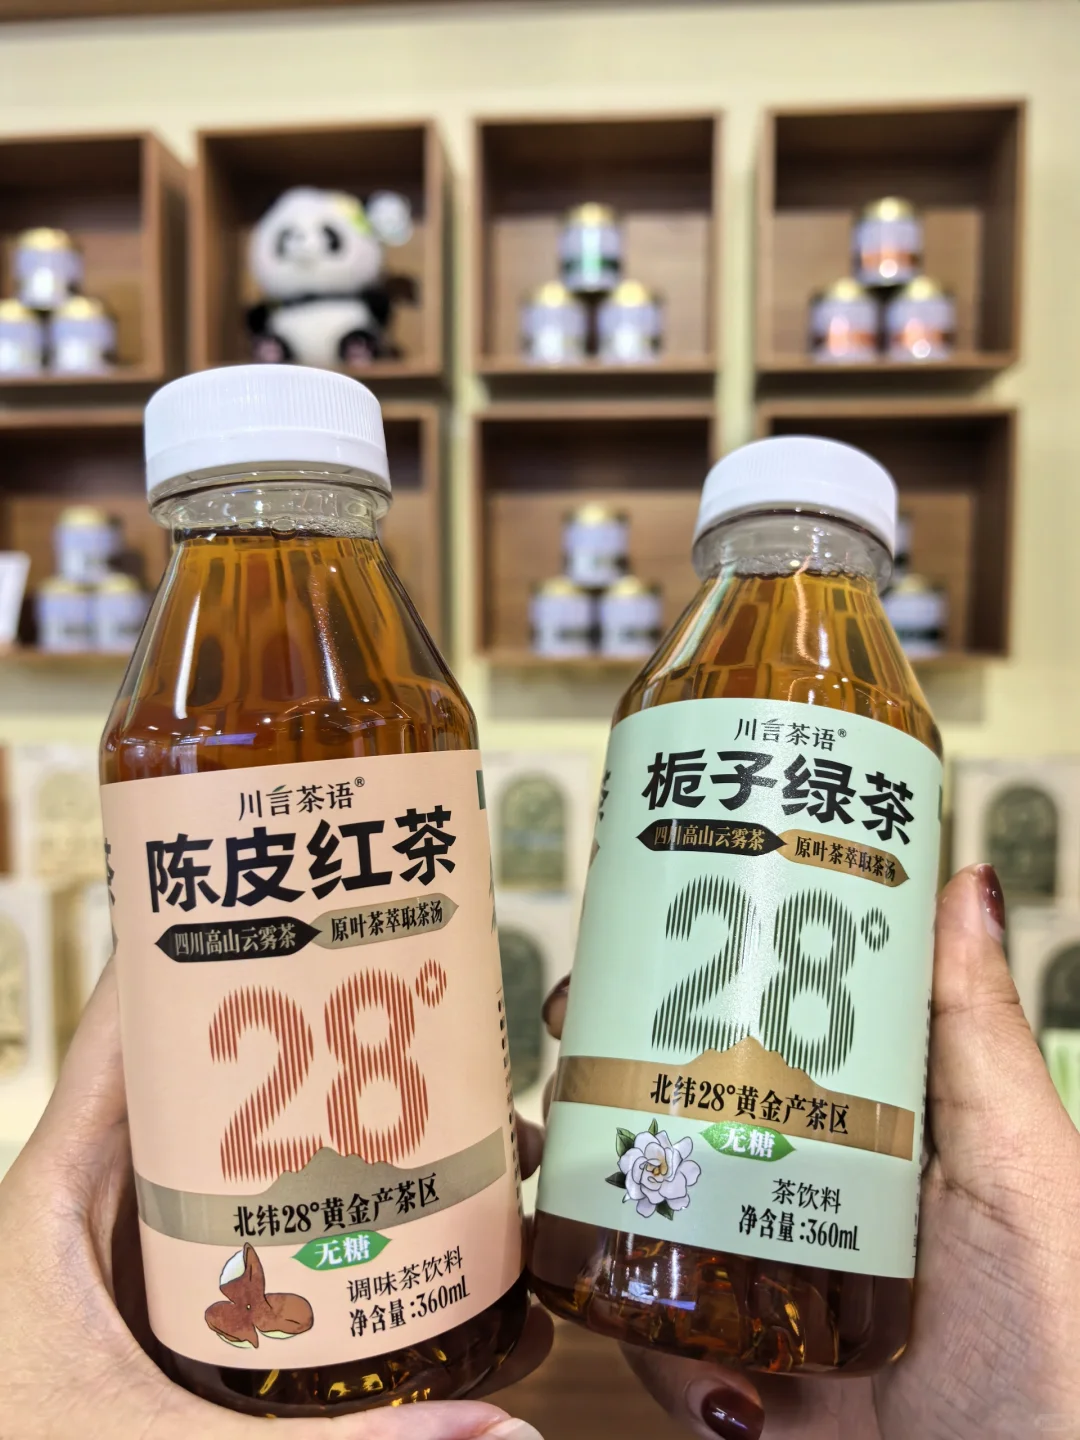 川言茶语®
陈皮红茶
四川高山云雾茶
原叶茶萃取茶汤
28°
北纬28°黄金产茶区
无糖
调味茶饮料
净含量:360mL
川言茶语®
栀子绿茶
四川高山云雾茶
原叶茶萃取茶汤
28°
北纬28°黄金产茶区
无糖
茶饮料
净含量:360mL